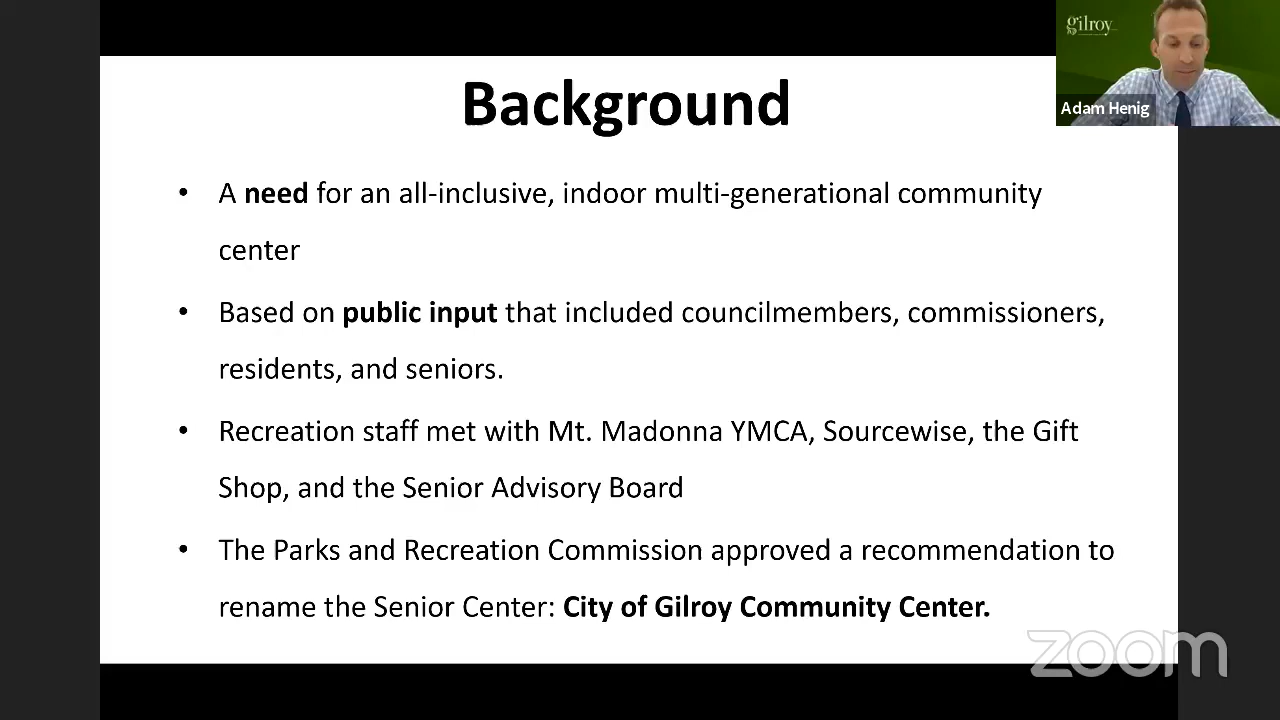 Background
gilroy
Adam Henig
• A need for an all-inclusive, indoor multi-generational community
center
• Based on public input that included councilmembers, commissioners,
residents, and seniors.
• Recreation staff met with Mt. Madonna YMCA, Sourcewise, the Gift
Shop, and the Senior Advisory Board
• The Parks and Recreation Commission approved a recommendation to
rename the Senior Center: City of Gilroy Community Center.
zoom